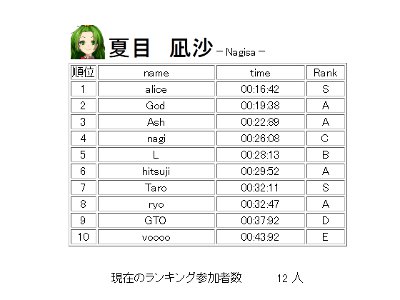 夏目 凪沙 － Nagisa －
順位 name time Rank
1 alice 00:16:42 S
2 God 00:19:38 A
3 Ash 00:22:89 A
4 nagi 00:26:08 C
5 L 00:28:13 B
6 hitsuji 00:29:52 A
7 Taro 00:32:11 S
8 ryo 00:32:47 A
9 GTO 00:37:92 D
10 voooo 00:43:92 E
現在のランキング参加者数 12 人